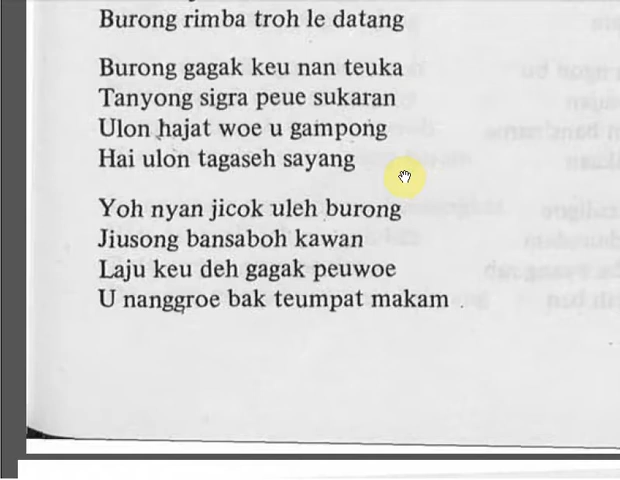 Burong rimba troh le datang
Burong gagak keu nan teuka
Tanyong sigra peue sukaran
Ulon hajat woe u gampong
Hai ulon tagaseh sayang
Yoh nyan jicok uleh burong
Jiusong bansaboh kawan
Laju keu deh gagak peuwoe
U nanggroe bak teumpat makam